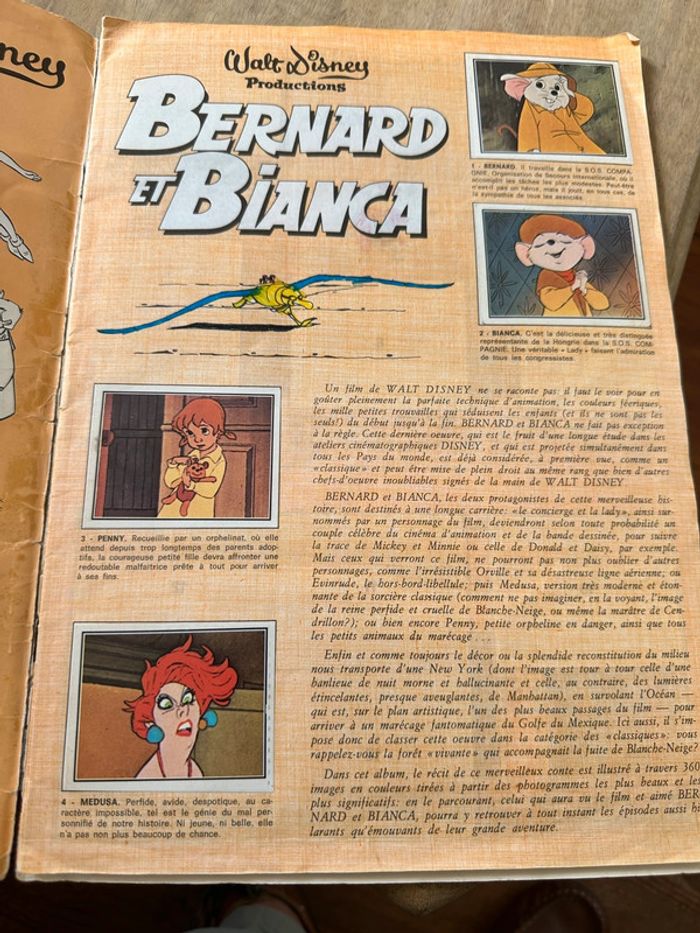 ney
Walt Disney
Productions
BERNARD
ET
BIANCA
1 - BERNARD. Il travaille dans la S.O.S. COMPA-
GNIE, Organisation de Secours internationale, où il
accomplit les tâches les plus modestes. Peut-être
n'est-il pas un héros, mais il jouit, en tous cas, de
la sympathie de tous les associés.
2 - BIANCA. C'est la délicieuse et très distinguée
représentante de la Hongrie dans la S.O.S. COM-
PAGNIE. Une véritable « Lady » faisant l'admiration
de tous les congressistes.
3 - PENNY. Recueillie par un orphelinat, où elle
attend depuis trop longtemps des parents adop-
tifs, la courageuse petite fille devra affronter une
redoutable malfaitrice prête à tout pour arriver
à ses fins.
4 - MEDUSA. Perfide, avide, despotique, au ca-
ractère impossible, tel est le génie du mal per-
sonnifié de notre histoire. Ni jeune, ni belle, elle
n'a pas non plus beaucoup de chance.
Un film de WALT DISNEY ne se raconte pas: il faut le voir pour en
goûter pleinement la parfaite technique d'animation, les couleurs féeriques,
les mille petites trouvailles qui séduisent les enfants (et ils ne sont pas les
seuls!) du début jusqu'à la fin. BERNARD et BIANCA ne fait pas exception
à la règle. Cette dernière oeuvre, qui est le fruit d'une longue étude dans les
ateliers cinématographiques DISNEY, et qui est projetée simultanément dans
tous les Pays du monde, est déjà considérée, à première vue, comme un
«classique» et peut être mise de plein droit au même rang que bien d'autres
chefs-d'oeuvre inoubliables signés de la main de WALT DISNEY
BERNARD et BIANCA, les deux protagonistes de cette merveilleuse his-
toire, sont destinés à une longue carrière: «le concierge et la lady», ainsi sur-
nommés par un personnage du film, deviendront selon toute probabilité un
couple célèbre du cinéma d'animation et de la bande dessinée, pour suivre
la trace de Mickey et Minnie ou celle de Donald et Daisy, par exemple.
Mais ceux qui verront ce film, ne pourront pas non plus oublier d'autres
personnages, comme l'irrésistible Orville et sa désastreuse ligne aérienne; ou
Evinrude, le hors-bord-libellule; puis Medusa, version très moderne et éton-
nante de la sorcière classique (comment ne pas imaginer, en la voyant, l'image
de la reine perfide et cruelle de Blanche-Neige, ou même la marâtre de Cen-
drillon?); ou bien encore Penny, petite orpheline en danger, ainsi que tous
les petits animaux du marécage . . .
Enfin et comme toujours le décor ou la splendide reconstitution du milieu
nous transporte d'une New York (dont l'image est tour à tour celle d'une
banlieue de nuit morne et hallucinante et celle, au contraire, des lumières
étincelantes, presque aveuglantes, de Manhattan), en survolant l'Océan —
qui est, sur le plan artistique, l'un des plus beaux passages du film — pour
arriver à un marécage fantomatique du Golfe du Mexique. Ici aussi, il s'im-
pose donc de classer cette oeuvre dans la catégorie des «classiques»: vous
rappelez-vous la forêt «vivante» qui accompagnait la fuite de Blanche-Neige?
Dans cet album, le récit de ce merveilleux conte est illustré à travers 360
images en couleurs tirées à partir des photogrammes les plus beaux et les
plus significatifs: en le parcourant, celui qui aura vu le film et aimé BER
NARD et BIANCA, pourra y retrouver à tout instant les épisodes aussi hi
larants qu'émouvants de leur grande aventure.